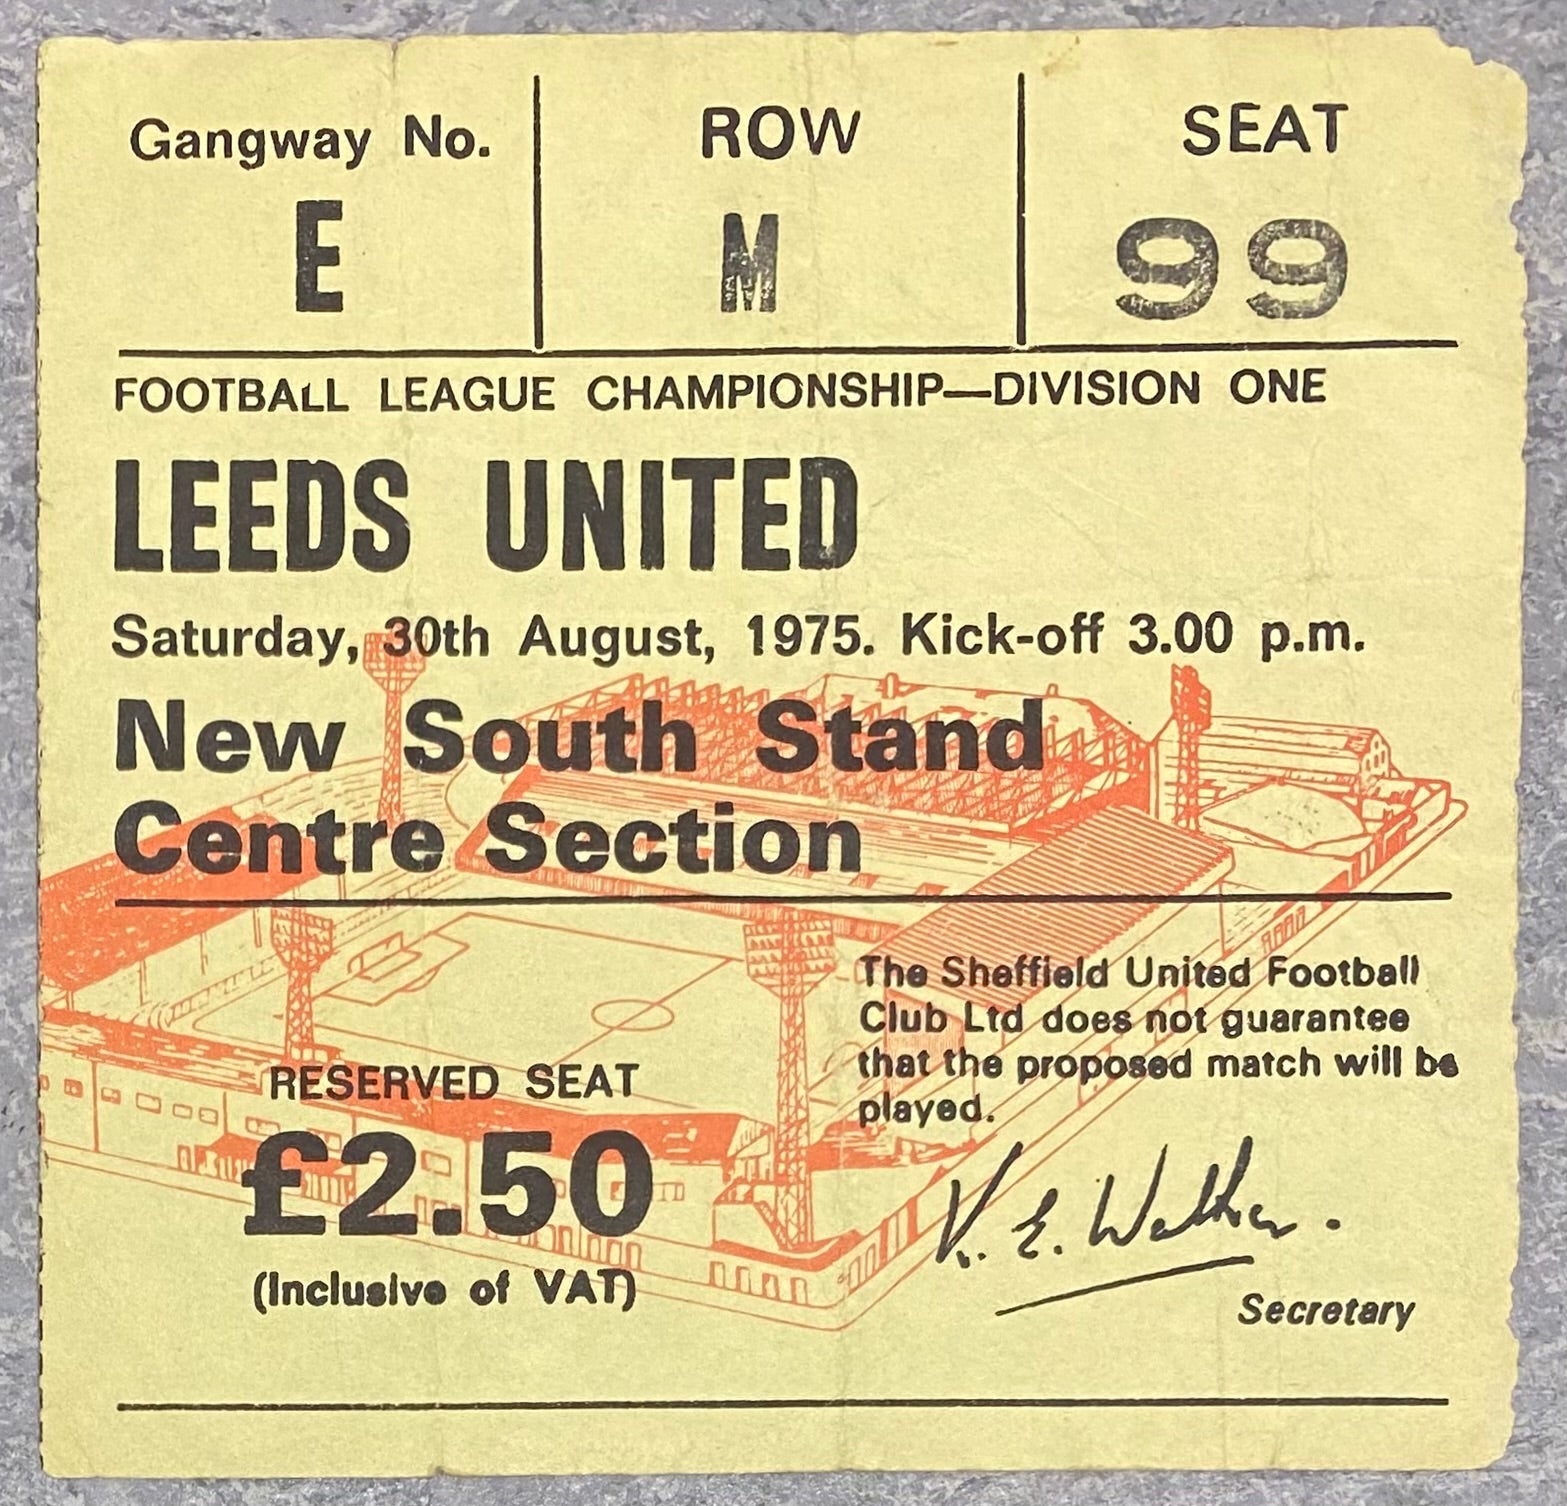 Gangway No. ROW SEAT
E M 99
FOOTBALL LEAGUE CHAMPIONSHIP—DIVISION ONE
LEEDS UNITED
Saturday, 30th August, 1975. Kick-off 3.00 p.m.
New South Stand
Centre Section
The Sheffield United Football
Club Ltd does not guarantee
that the proposed match will be
played.
RESERVED SEAT
£2.50
(Inclusive of VAT)
K. E. Walker.
Secretary